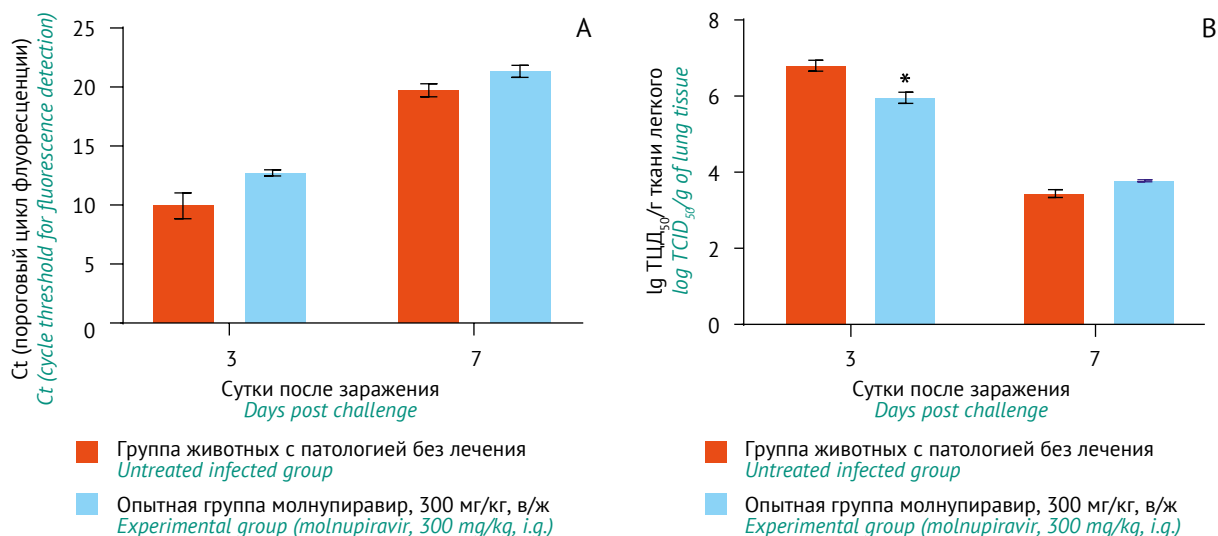 A
Ct (пороговый цикл флуоресценции)
Ct (cycle threshold for fluorescence detection)
25
20
15
10
5
0
3
7
Сутки после заражения
Days post challenge
Группа животных с патологией без лечения
Untreated infected group
Опытная группа молнупиравир, 300 мг/кг, в/ж
Experimental group (molnupiravir, 300 mg/kg, i.g.)
B
lg ТЦД50/г ткани легкого
log TCID50/g of lung tissue
8
6
4
2
0
*
3
7
Сутки после заражения
Days post challenge
Группа животных с патологией без лечения
Untreated infected group
Опытная группа молнупиравир, 300 мг/кг, в/ж
Experimental group (molnupiravir, 300 mg/kg, i.g.)